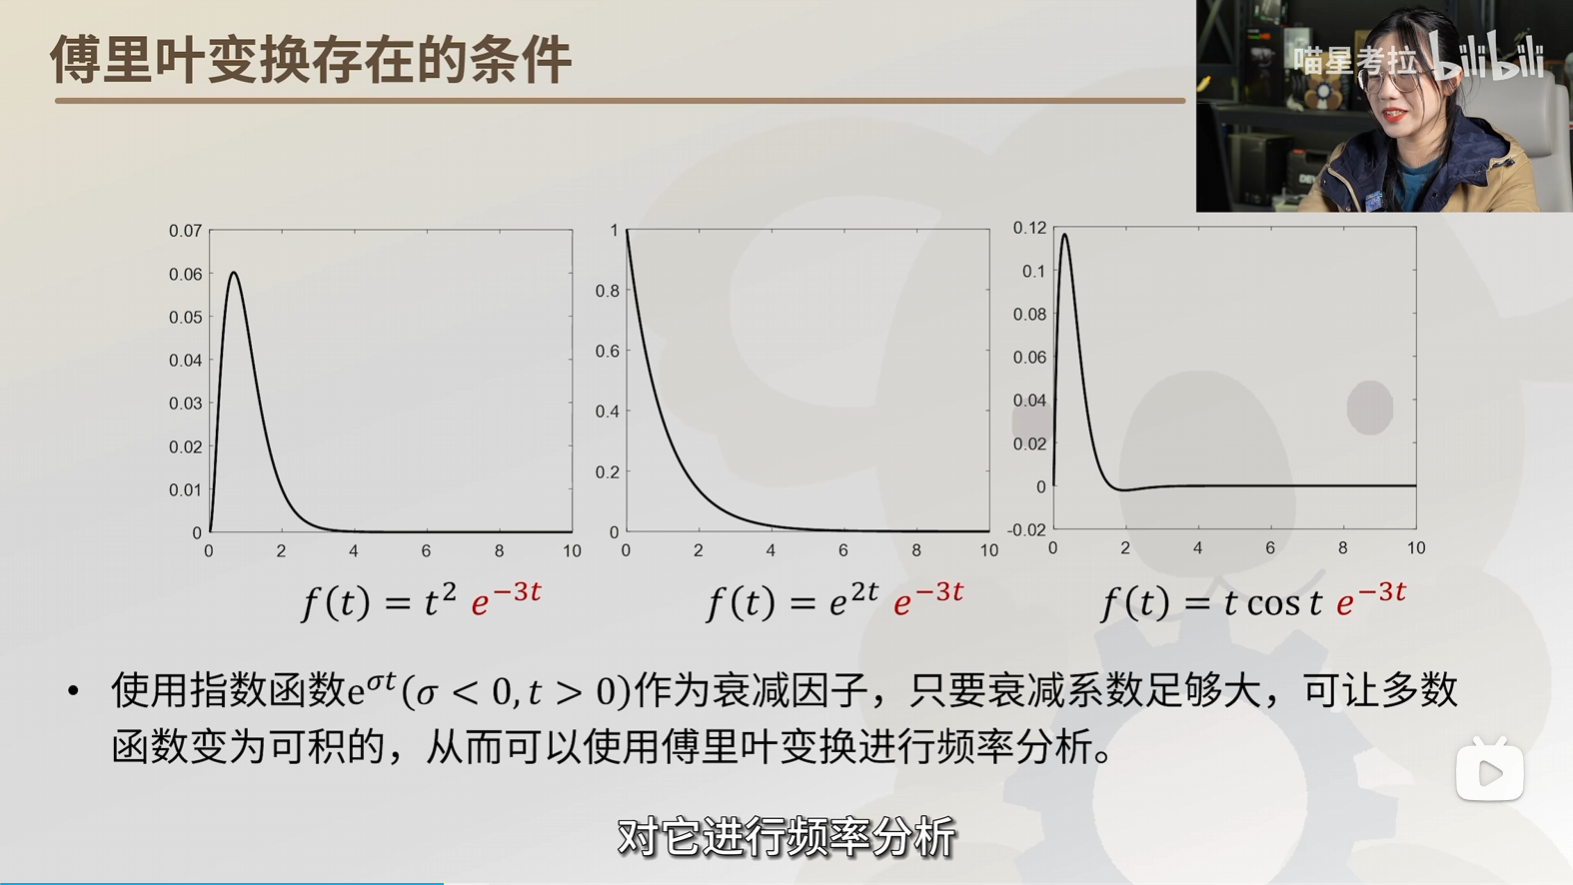 傅里叶变换存在的条件
喵星考拉 bilibili
0.07
0.06
0.05
0.04
0.03
0.02
0.01
0
0 2 4 6 8 10
1
0.8
0.6
0.4
0.2
0
0 2 4 6 8 10
0.12
0.1
0.08
0.06
0.04
0.02
0
-0.02
0 2 4 6 8 10
f(t) = t² e⁻³ᵗ
f(t) = e²ᵗ e⁻³ᵗ
f(t) = t cos t e⁻³ᵗ
• 使用指数函数e^{σt}(σ < 0, t > 0)作为衰减因子，只要衰减系数足够大，可让多数
函数变为可积的，从而可以使用傅里叶变换进行频率分析。
对它进行频率分析